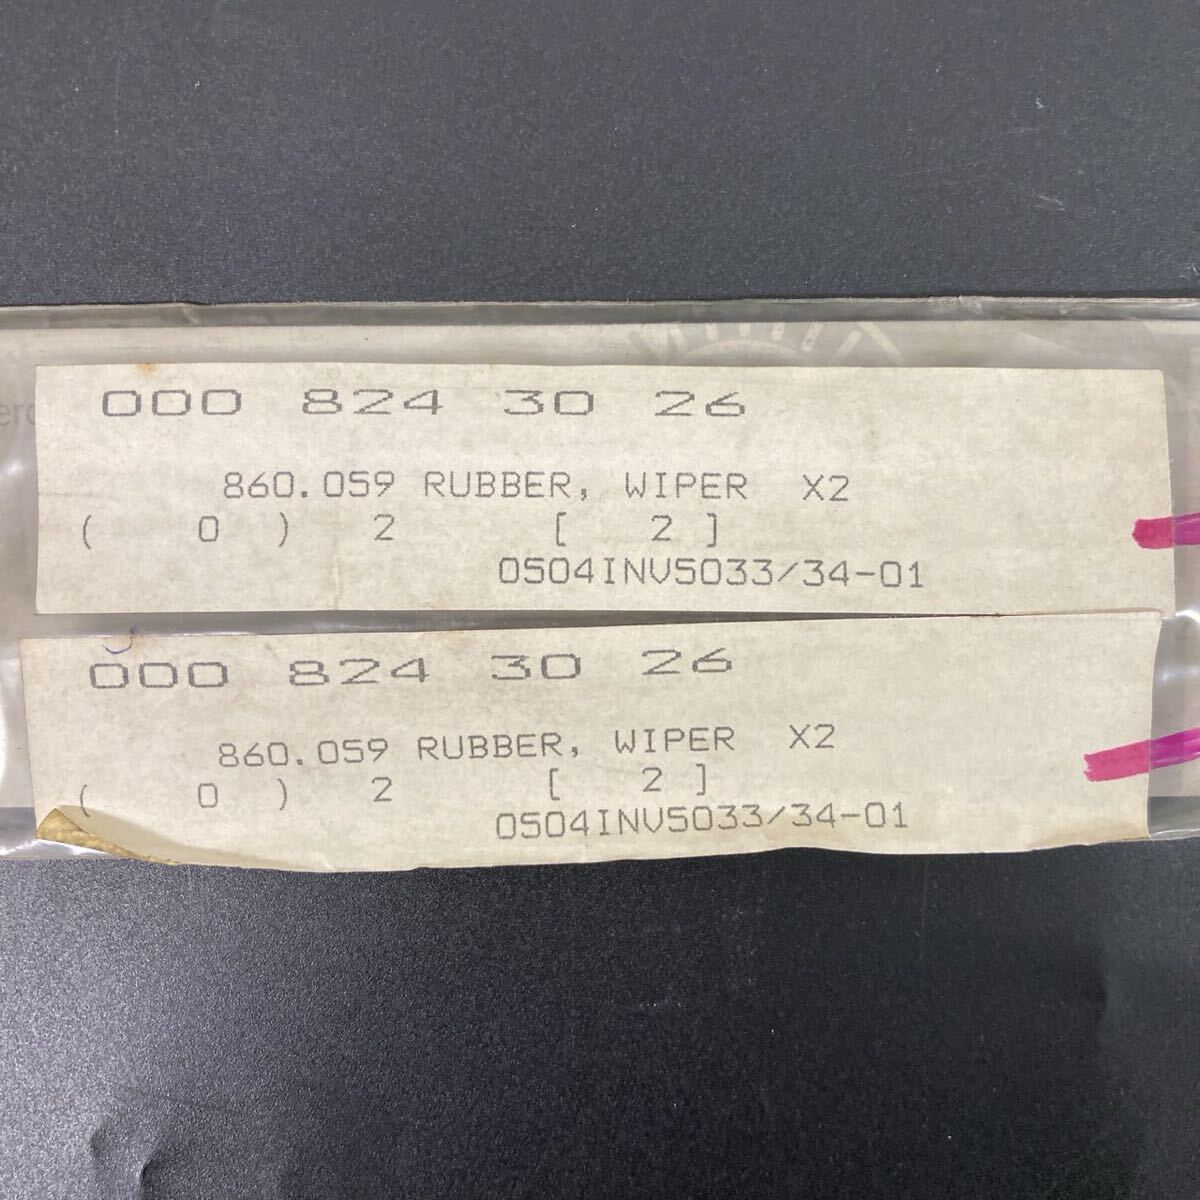 000 824 30 26
860.059 RUBBER, WIPER X2
( 0 ) 2 [ 2 ]
0504INV5033/34-01
000 824 30 26
860.059 RUBBER, WIPER X2
( 0 ) 2 [ 2 ]
0504INV5033/34-01